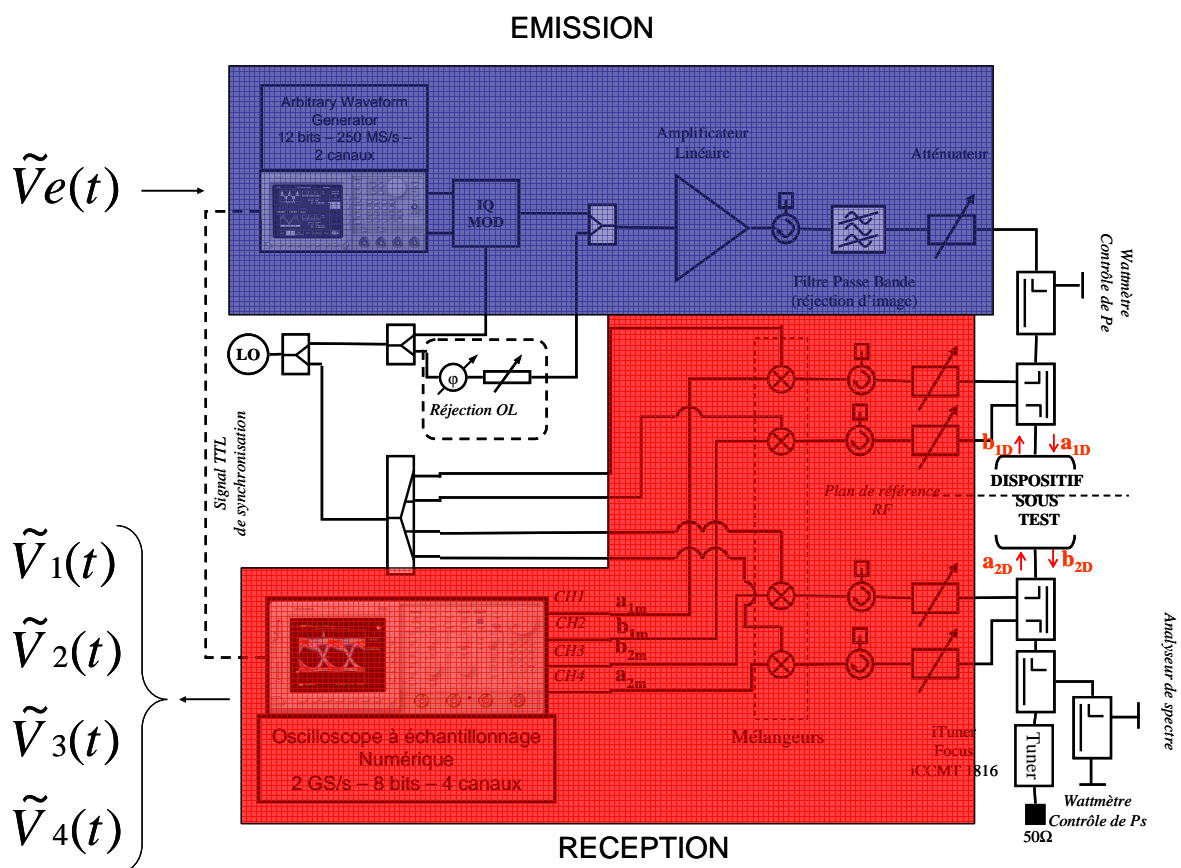 EMISSION
Arbitrary Waveform
Generator
12 bits – 250 MS/s –
2 canaux
Ṽe(t)
IQ
MOD
Amplificateur
Linéaire
Atténuateur
Filtre Passe Bande
(réjection d'image)
Wattmètre
Contrôle de Pe
LO
φ
Réjection OL
Signal TTL
de synchronisation
b1D
a1D
DISPOSITIF
SOUS
TEST
Plan de référence
RF
a2D
b2D
Ṽ1(t)
Ṽ2(t)
Ṽ3(t)
Ṽ4(t)
CH1
a1m
CH2
b1m
CH3
b2m
CH4
a2m
Oscilloscope à échantillonnage
Numérique
2 GS/s – 8 bits – 4 canaux
Mélangeurs
iTuner
Focus
iCCMT 1816
Tuner
50Ω
Analyseur de spectre
Wattmètre
Contrôle de Ps
RECEPTION